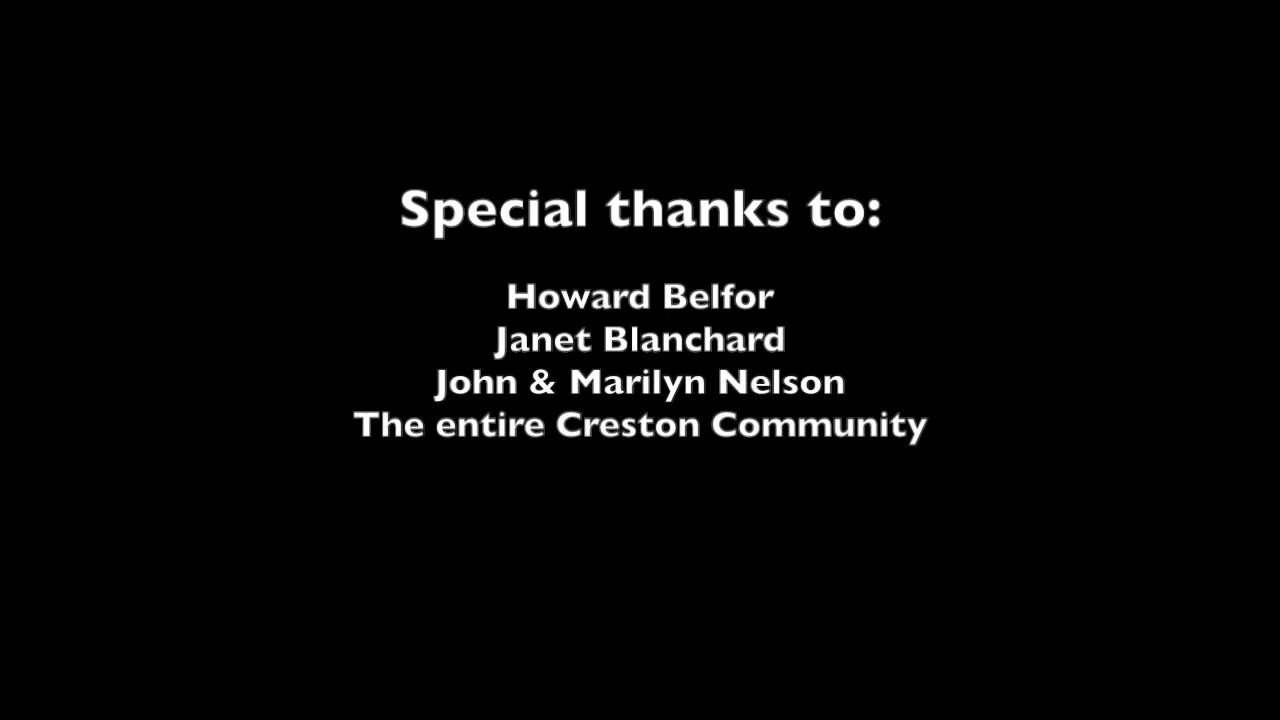 Special thanks to:
Howard Belfor
Janet Blanchard
John & Marilyn Nelson
The entire Creston Community